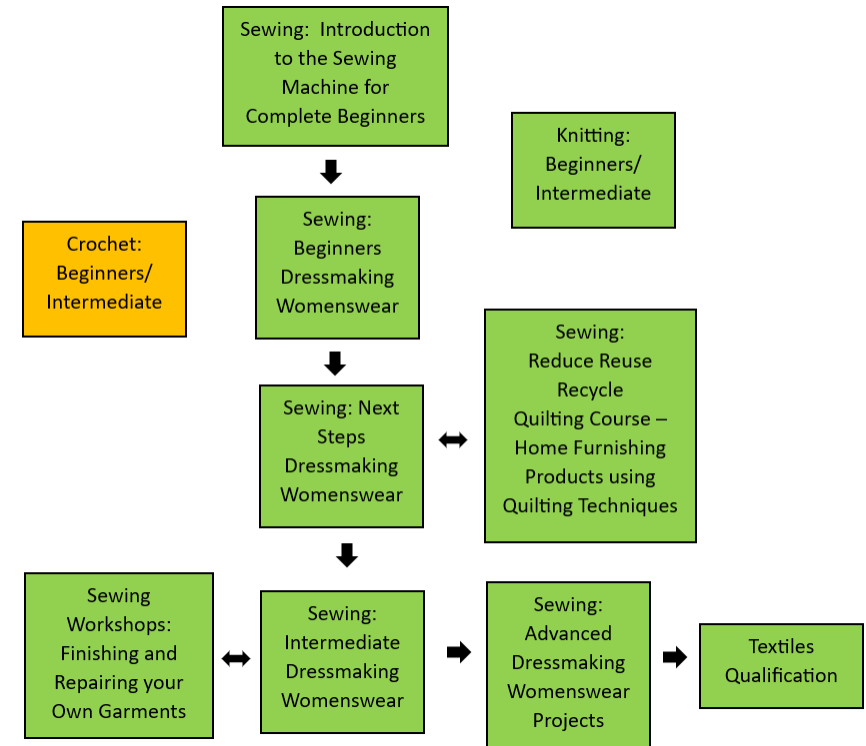 Sewing:  Introduction
to the Sewing
Machine for
Complete Beginners
Knitting:
Beginners/
Intermediate
Sewing:
Beginners
Dressmaking
Womenswear
Crochet:
Beginners/
Intermediate
Sewing:
Reduce Reuse
Recycle
Quilting Course –
Home Furnishing
Products using
Quilting Techniques
Sewing: Next
Steps
Dressmaking
Womenswear
Sewing
Workshops:
Finishing and
Repairing your
Own Garments
Sewing:
Intermediate
Dressmaking
Womenswear
Sewing:
Advanced
Dressmaking
Womenswear
Projects
Textiles
Qualification